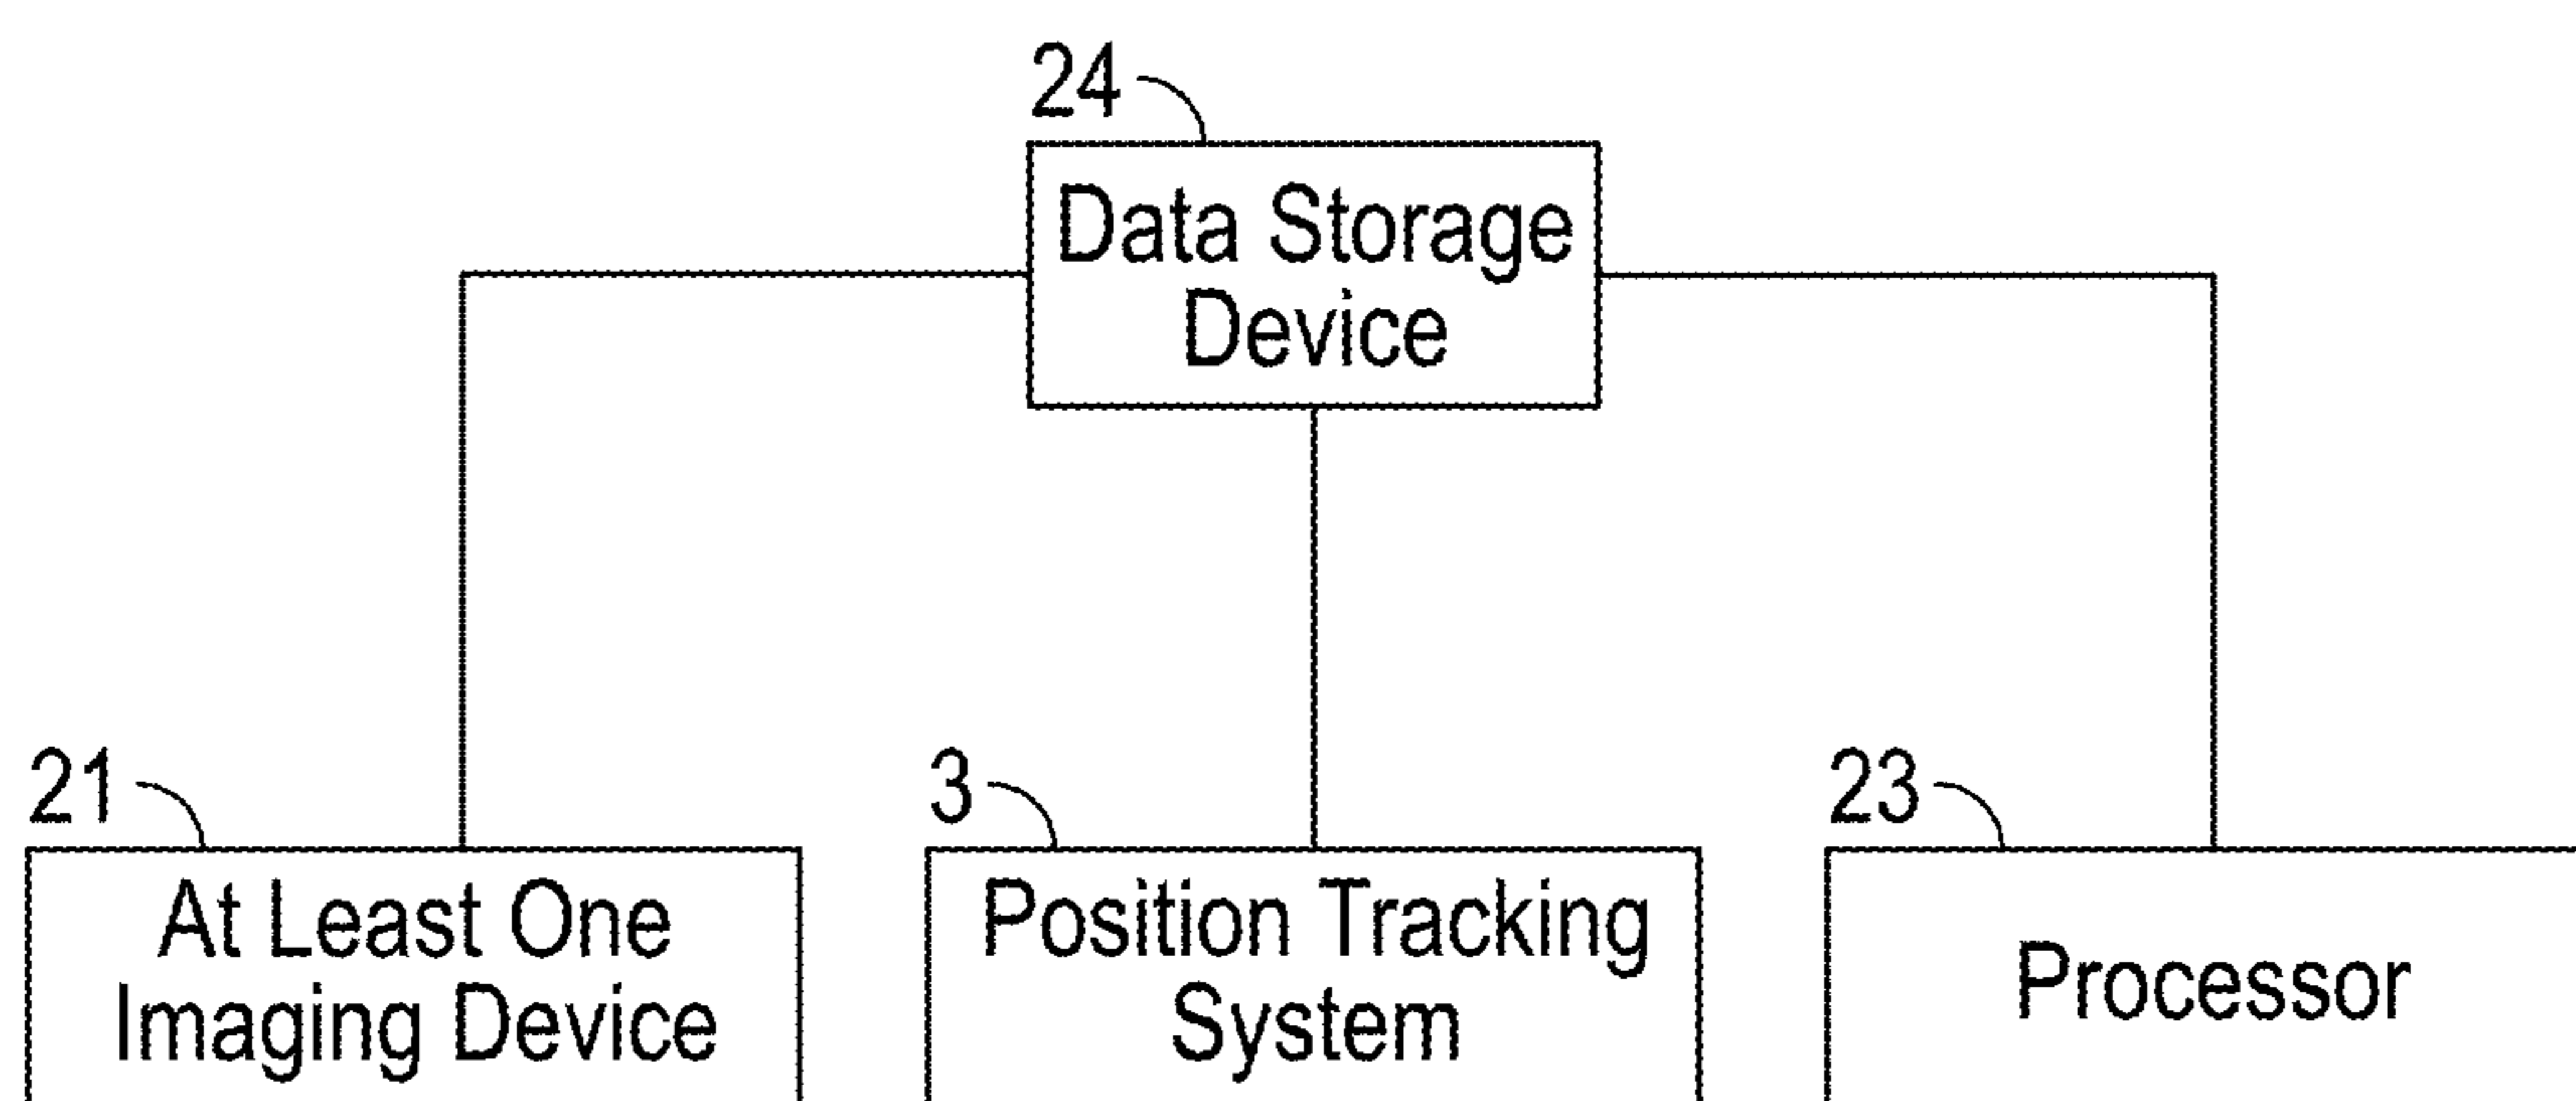 24
Data Storage
Device
21
3
23
At Least One
Imaging Device
Position Tracking
System
Processor